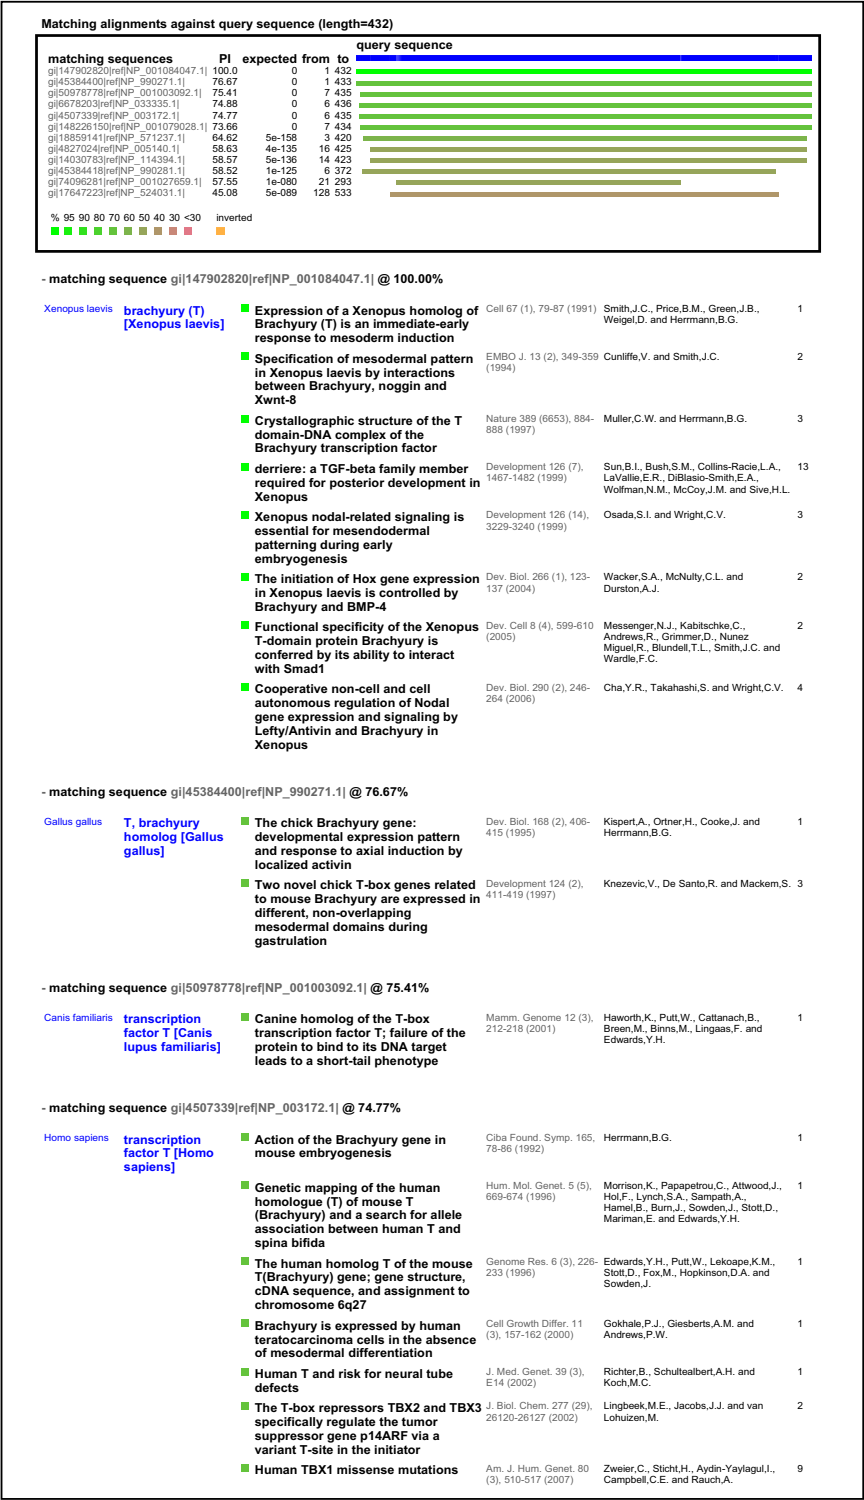 Matching alignments against query sequence (length=432)
query sequence
matching sequences PI expected from to
gi|147902820|ref|NP_001084047.1| 100.0 0 1 432
gi|45384400|ref|NP_990271.1| 76.67 0 1 433
gi|50978778|ref|NP_001003092.1| 75.41 0 7 435
gi|6678203|ref|NP_033335.1| 74.88 0 6 436
gi|4507339|ref|NP_003172.1| 74.77 0 6 435
gi|148226150|ref|NP_001079028.1| 73.66 0 7 434
gi|18859141|ref|NP_571237.1| 64.62 5e-158 3 420
gi|4827024|ref|NP_005140.1| 58.63 4e-135 16 425
gi|14030783|ref|NP_114394.1| 58.57 5e-136 14 423
gi|45384418|ref|NP_990281.1| 58.52 1e-125 6 372
gi|74096281|ref|NP_001027659.1| 57.55 1e-080 21 293
gi|17647223|ref|NP_524031.1| 45.08 5e-089 128 533
% 95 90 80 70 60 50 40 30 <30 inverted
- matching sequence gi|147902820|ref|NP_001084047.1| @ 100.00%
Xenopus laevis brachyury (T) Expression of a Xenopus homolog of Cell 67 (1), 79-87 (1991) Smith,J.C., Price,B.M., Green,J.B., 1
[Xenopus laevis] Brachyury (T) is an immediate-early Weigel,D. and Herrmann,B.G.
response to mesoderm induction
Specification of mesodermal pattern EMBO J. 13 (2), 349-359 Cunliffe,V. and Smith,J.C. 2
in Xenopus laevis by interactions (1994)
between Brachyury, noggin and
Xwnt-8
Crystallographic structure of the T Nature 389 (6653), 884- Muller,C.W. and Herrmann,B.G. 3
domain-DNA complex of the 888 (1997)
Brachyury transcription factor
derriere: a TGF-beta family member Development 126 (7), Sun,B.I., Bush,S.M., Collins-Racie,L.A., 13
required for posterior development in 1467-1482 (1999) LaVallie,E.R., DiBlasio-Smith,E.A.,
Xenopus Wolfman,N.M., McCoy,J.M. and Sive,H.L.
Xenopus nodal-related signaling is Development 126 (14), Osada,S.I. and Wright,C.V. 3
essential for mesendodermal 3229-3240 (1999)
patterning during early
embryogenesis
The initiation of Hox gene expression Dev. Biol. 266 (1), 123- Wacker,S.A., McNulty,C.L. and 2
in Xenopus laevis is controlled by 137 (2004) Durston,A.J.
Brachyury and BMP-4
Functional specificity of the Xenopus Dev. Cell 8 (4), 599-610 Messenger,N.J., Kabitschke,C., 2
T-domain protein Brachyury is (2005) Andrews,R., Grimmer,D., Nunez
conferred by its ability to interact Miguel,R., Blundell,T.L., Smith,J.C. and
with Smad1 Wardle,F.C.
Cooperative non-cell and cell Dev. Biol. 290 (2), 246- Cha,Y.R., Takahashi,S. and Wright,C.V. 4
autonomous regulation of Nodal 264 (2006)
gene expression and signaling by
Lefty/Antivin and Brachyury in
Xenopus
- matching sequence gi|45384400|ref|NP_990271.1| @ 76.67%
Gallus gallus T, brachyury The chick Brachyury gene: Dev. Biol. 168 (2), 406- Kispert,A., Ortner,H., Cooke,J. and 1
homolog [Gallus developmental expression pattern 415 (1995) Herrmann,B.G.
gallus] and response to axial induction by
localized activin
Two novel chick T-box genes related Development 124 (2), Knezevic,V., De Santo,R. and Mackem,S. 3
to mouse Brachyury are expressed in 411-419 (1997)
different, non-overlapping
mesodermal domains during
gastrulation
- matching sequence gi|50978778|ref|NP_001003092.1| @ 75.41%
Canis familiaris transcription Canine homolog of the T-box Mamm. Genome 12 (3), Haworth,K., Putt,W., Cattanach,B., 1
factor T [Canis transcription factor T; failure of the 212-218 (2001) Breen,M., Binns,M., Lingaas,F. and
lupus familiaris] protein to bind to its DNA target Edwards,Y.H.
leads to a short-tail phenotype
- matching sequence gi|4507339|ref|NP_003172.1| @ 74.77%
Homo sapiens transcription Action of the Brachyury gene in Ciba Found. Symp. 165, Herrmann,B.G. 1
factor T [Homo mouse embryogenesis 78-86 (1992)
sapiens]
Genetic mapping of the human Hum. Mol. Genet. 5 (5), Morrison,K., Papapetrou,C., Attwood,J., 1
homologue (T) of mouse T 669-674 (1996) Hol,F., Lynch,S.A., Sampath,A.,
(Brachyury) and a search for allele Hamel,B., Burn,J., Sowden,J., Stott,D.,
association between human T and Mariman,E. and Edwards,Y.H.
spina bifida
The human homolog T of the mouse Genome Res. 6 (3), 226- Edwards,Y.H., Putt,W., Lekoape,K.M., 1
T(Brachyury) gene; gene structure, 233 (1996) Stott,D., Fox,M., Hopkinson,D.A. and
cDNA sequence, and assignment to Sowden,J.
chromosome 6q27
Brachyury is expressed by human Cell Growth Differ. 11 Gokhale,P.J., Giesberts,A.M. and 1
teratocarcinoma cells in the absence (3), 157-162 (2000) Andrews,P.W.
of mesodermal differentiation
Human T and risk for neural tube J. Med. Genet. 39 (3), Richter,B., Schultealbert,A.H. and 1
defects E14 (2002) Koch,M.C.
The T-box repressors TBX2 and TBX3 J. Biol. Chem. 277 (29), Lingbeek,M.E., Jacobs,J.J. and van 2
specifically regulate the tumor 26120-26127 (2002) Lohuizen,M.
suppressor gene p14ARF via a
variant T-site in the initiator
Human TBX1 missense mutations Am. J. Hum. Genet. 80 Zweier,C., Sticht,H., Aydin-Yaylagul,I., 9
(3), 510-517 (2007) Campbell,C.E. and Rauch,A.